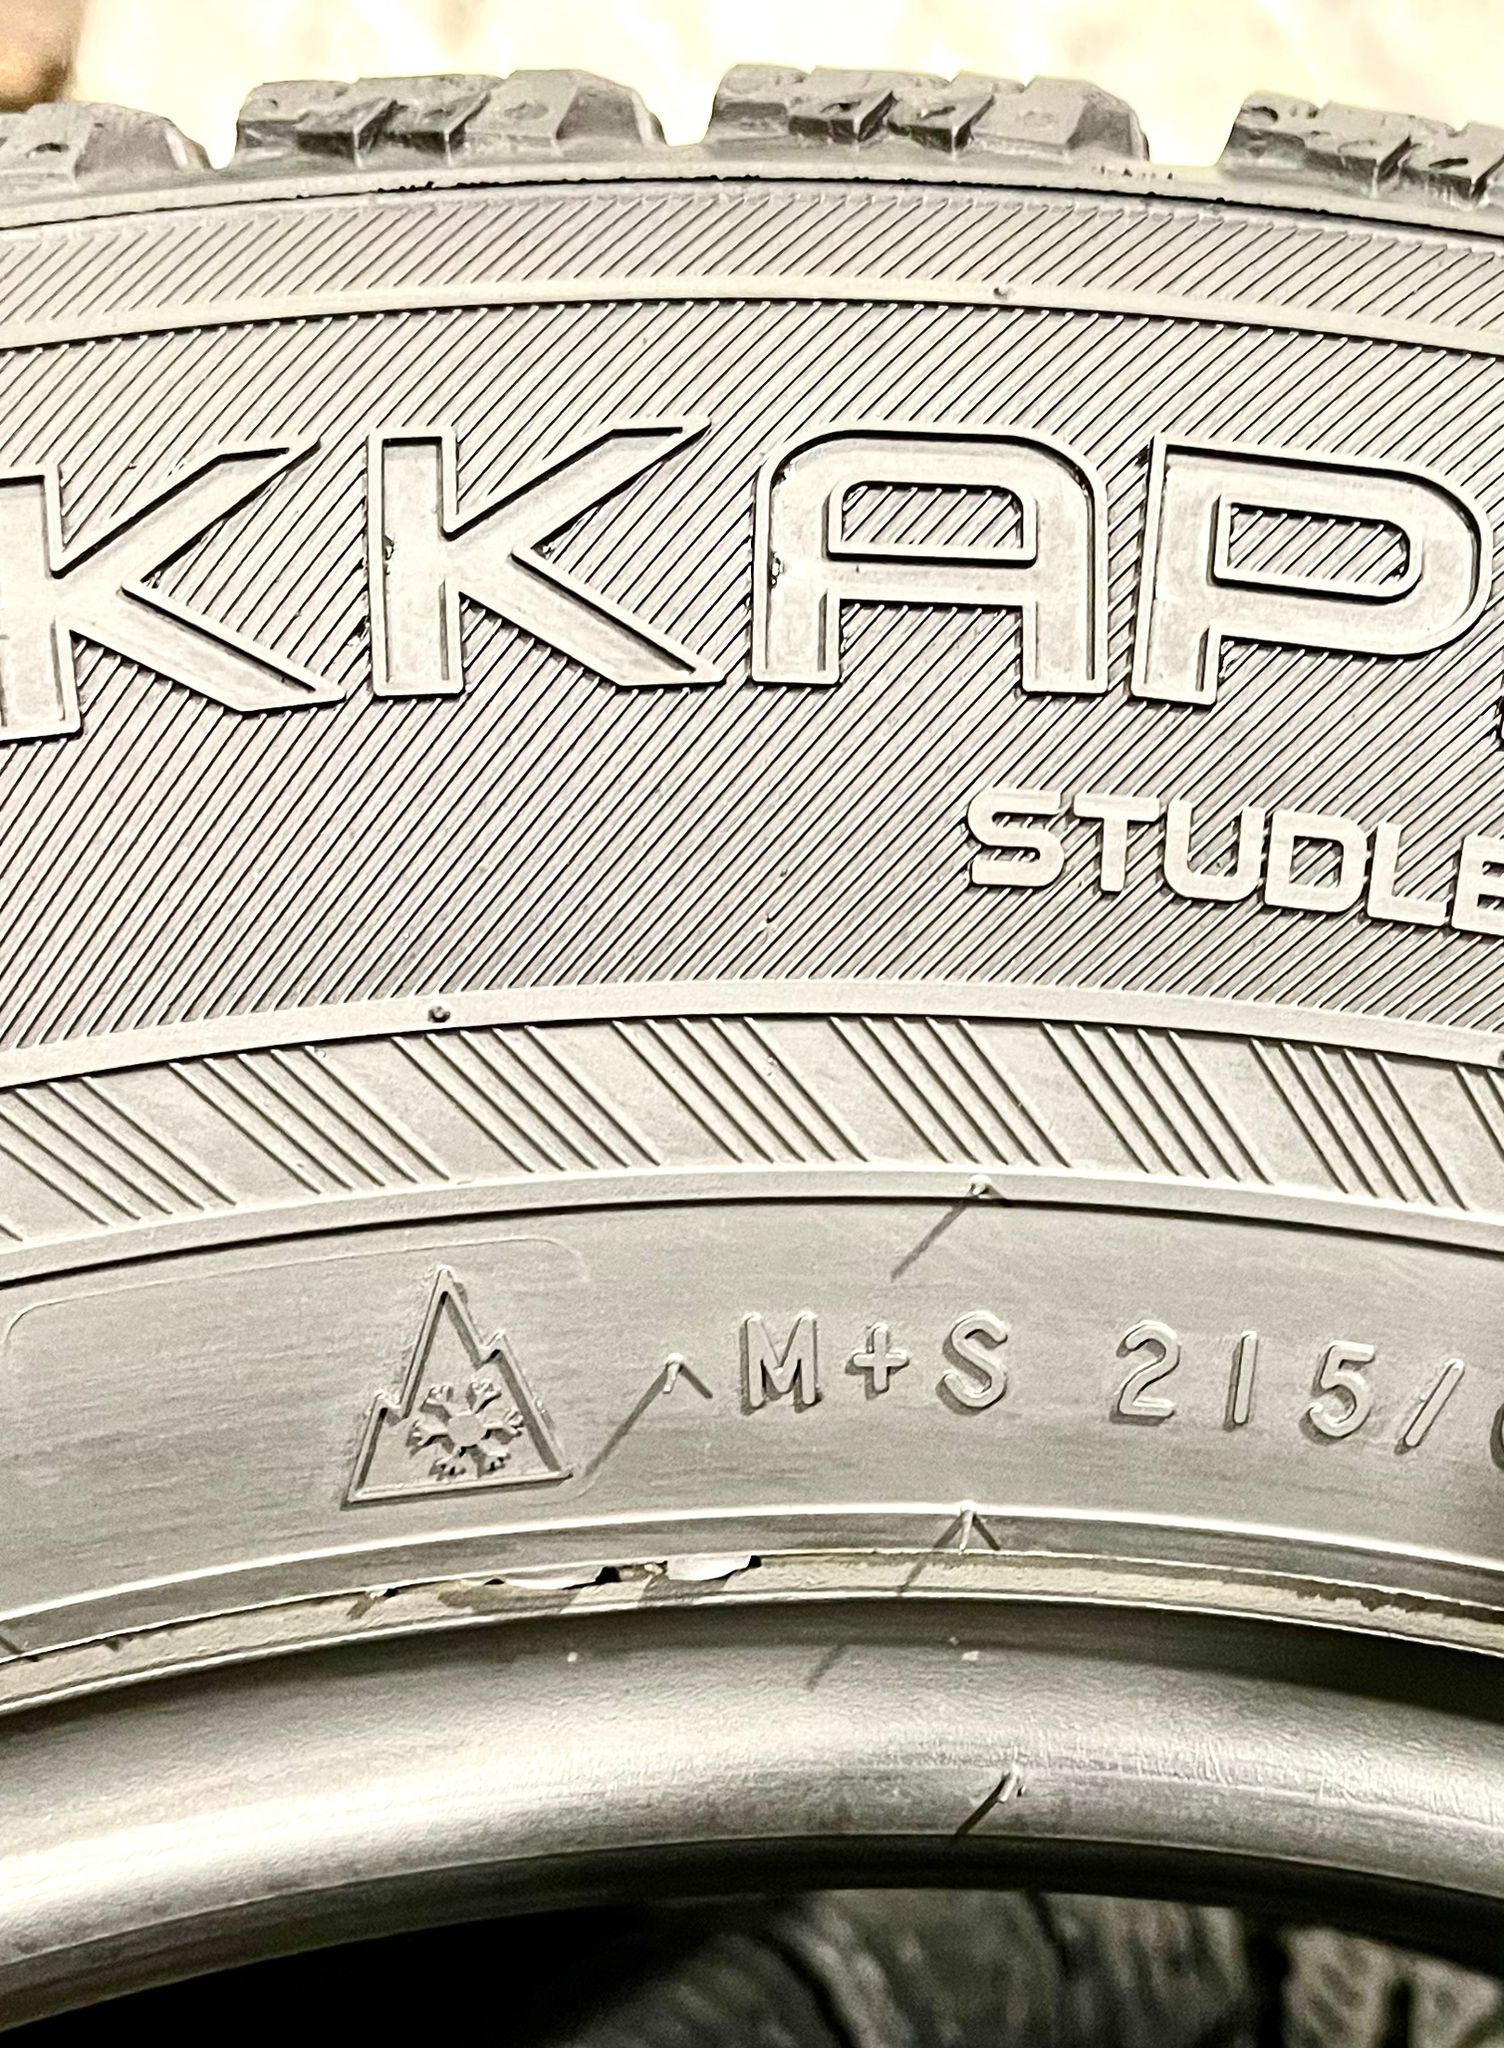 KKAP
STUDLE
M+S 215/